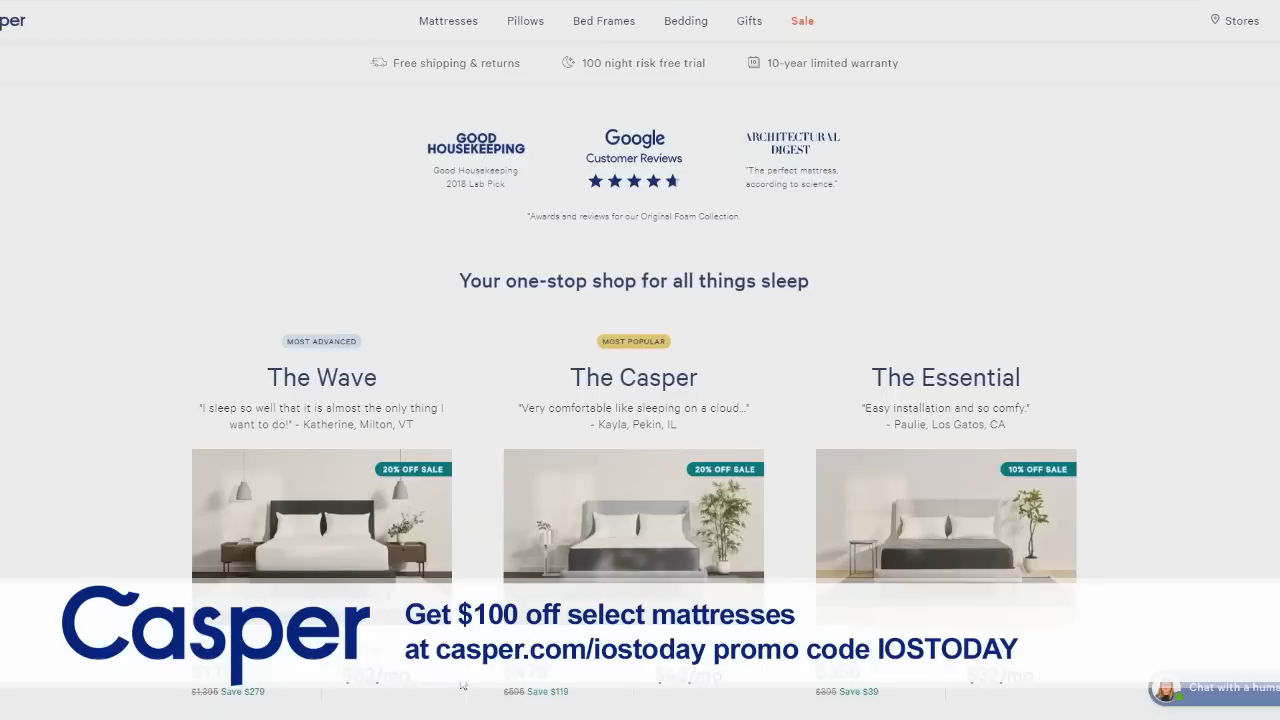 per
Mattresses Pillows Bed Frames Bedding Gifts Sale
Stores
Free shipping & returns
100 night risk free trial
10-year limited warranty
GOOD
HOUSEKEEPING
Good Housekeeping
2018 Lab Pick
Google
Customer Reviews
ARCHITECTURAL
DIGEST
"The perfect mattress,
according to science."
*Awards and reviews for our Original Foam Collection.
Your one-stop shop for all things sleep
MOST ADVANCED
The Wave
"I sleep so well that it is almost the only thing I
want to do!" - Katherine, Milton, VT
20% OFF SALE
MOST POPULAR
The Casper
"Very comfortable like sleeping on a cloud..."
- Kayla, Pekin, IL
20% OFF SALE
The Essential
"Easy installation and so comfy."
- Paulie, Los Gatos, CA
10% OFF SALE
Casper
Get $100 off select mattresses
at casper.com/iostoday promo code IOSTODAY
$1,395 Save $279
$595 Save $119
$395 Save $39
Chat with a huma